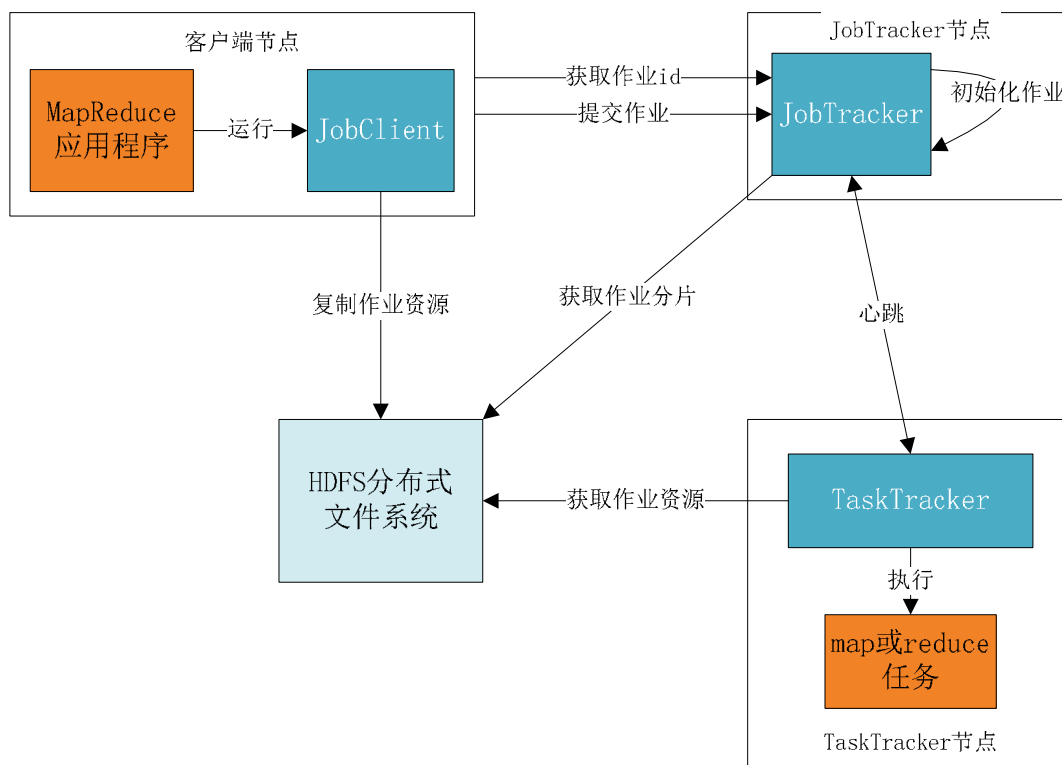 客户端节点
JobTracker节点
MapReduce
应用程序
运行
JobClient
获取作业id
提交作业
JobTracker
初始化作业
复制作业资源
获取作业分片
心跳
HDFS分布式
文件系统
获取作业资源
TaskTracker
执行
map或reduce
任务
TaskTracker节点